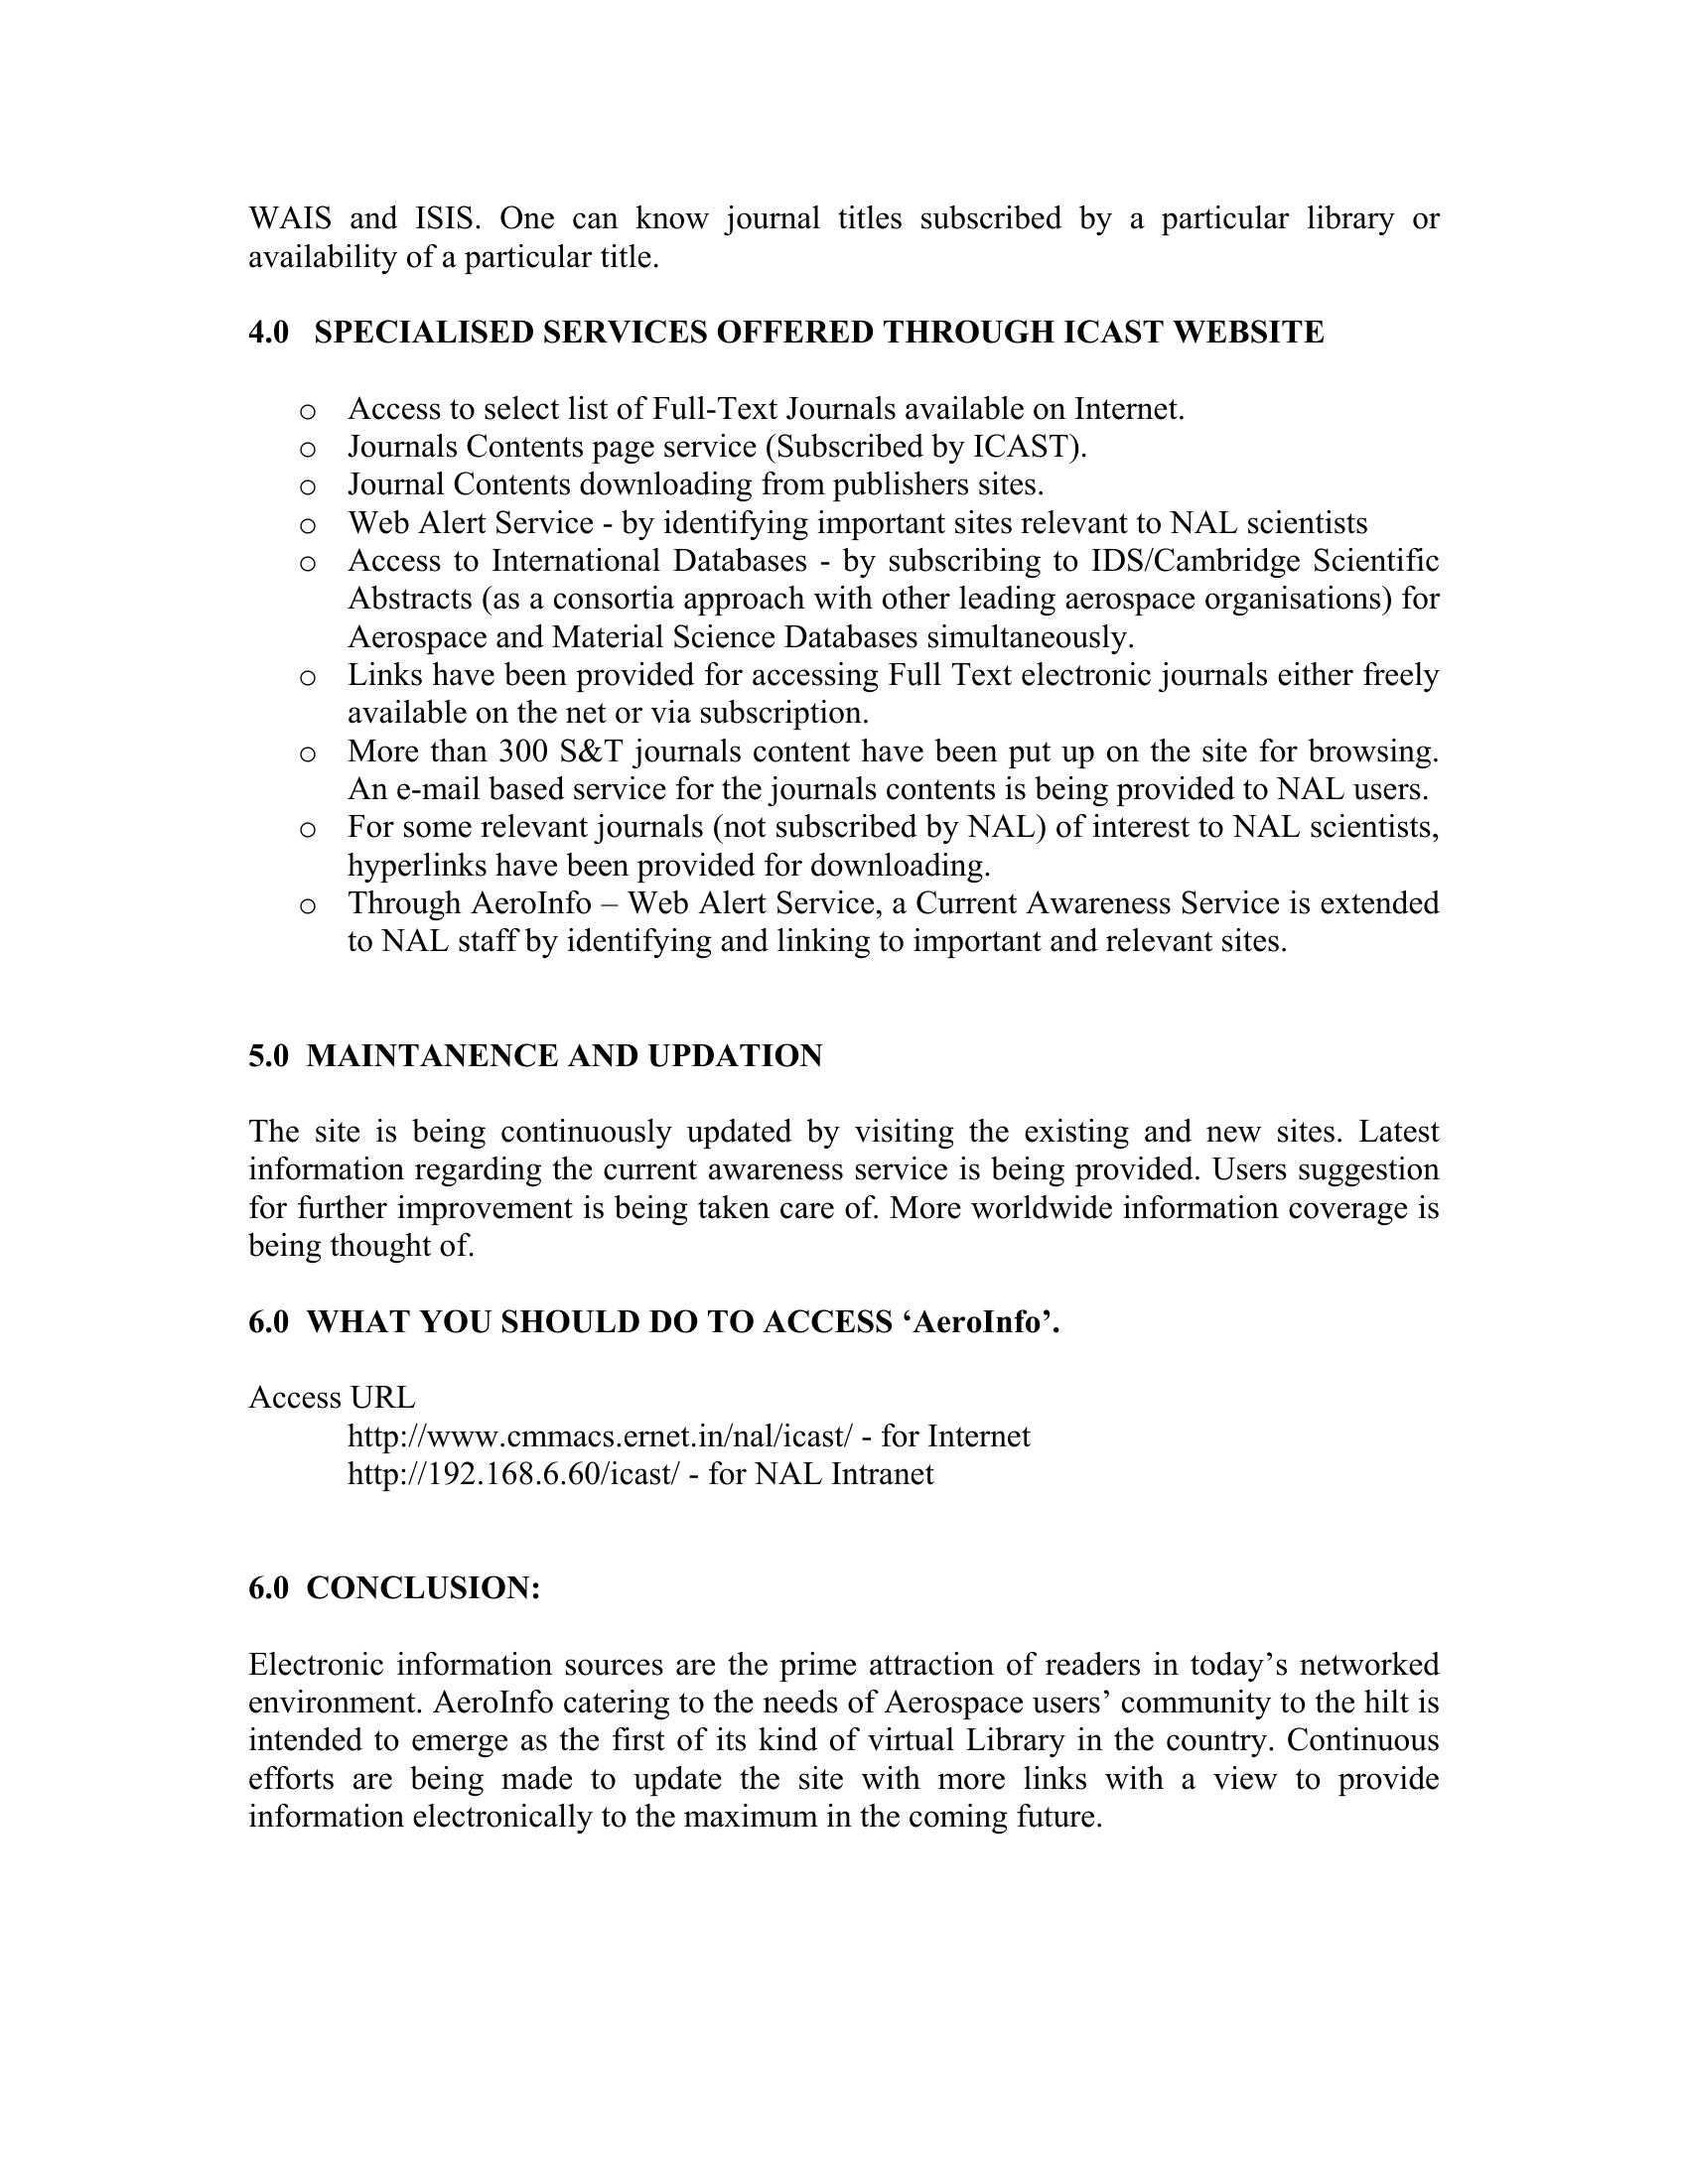 WAIS and ISIS. One can know journal titles subscribed by a particular library or
availability of a particular title.
4.0 SPECIALISED SERVICES OFFERED THROUGH ICAST WEBSITE
o Access to select list of Full-Text Journals available on Internet.
o Journals Contents page service (Subscribed by ICAST).
o Journal Contents downloading from publishers sites.
o Web Alert Service - by identifying important sites relevant to NAL scientists
o Access to International Databases - by subscribing to IDS/Cambridge Scientific
Abstracts (as a consortia approach with other leading aerospace organisations) for
Aerospace and Material Science Databases simultaneously.
o Links have been provided for accessing Full Text electronic journals either freely
available on the net or via subscription.
o More than 300 S&T journals content have been put up on the site for browsing.
An e-mail based service for the journals contents is being provided to NAL users.
o For some relevant journals (not subscribed by NAL) of interest to NAL scientists,
hyperlinks have been provided for downloading.
o Through AeroInfo – Web Alert Service, a Current Awareness Service is extended
to NAL staff by identifying and linking to important and relevant sites.
5.0 MAINTANENCE AND UPDATION
The site is being continuously updated by visiting the existing and new sites. Latest
information regarding the current awareness service is being provided. Users suggestion
for further improvement is being taken care of. More worldwide information coverage is
being thought of.
6.0 WHAT YOU SHOULD DO TO ACCESS ‘AeroInfo’.
Access URL
http://www.cmmacs.ernet.in/nal/icast/ - for Internet
http://192.168.6.60/icast/ - for NAL Intranet
6.0 CONCLUSION:
Electronic information sources are the prime attraction of readers in today’s networked
environment. AeroInfo catering to the needs of Aerospace users’ community to the hilt is
intended to emerge as the first of its kind of virtual Library in the country. Continuous
efforts are being made to update the site with more links with a view to provide
information electronically to the maximum in the coming future.